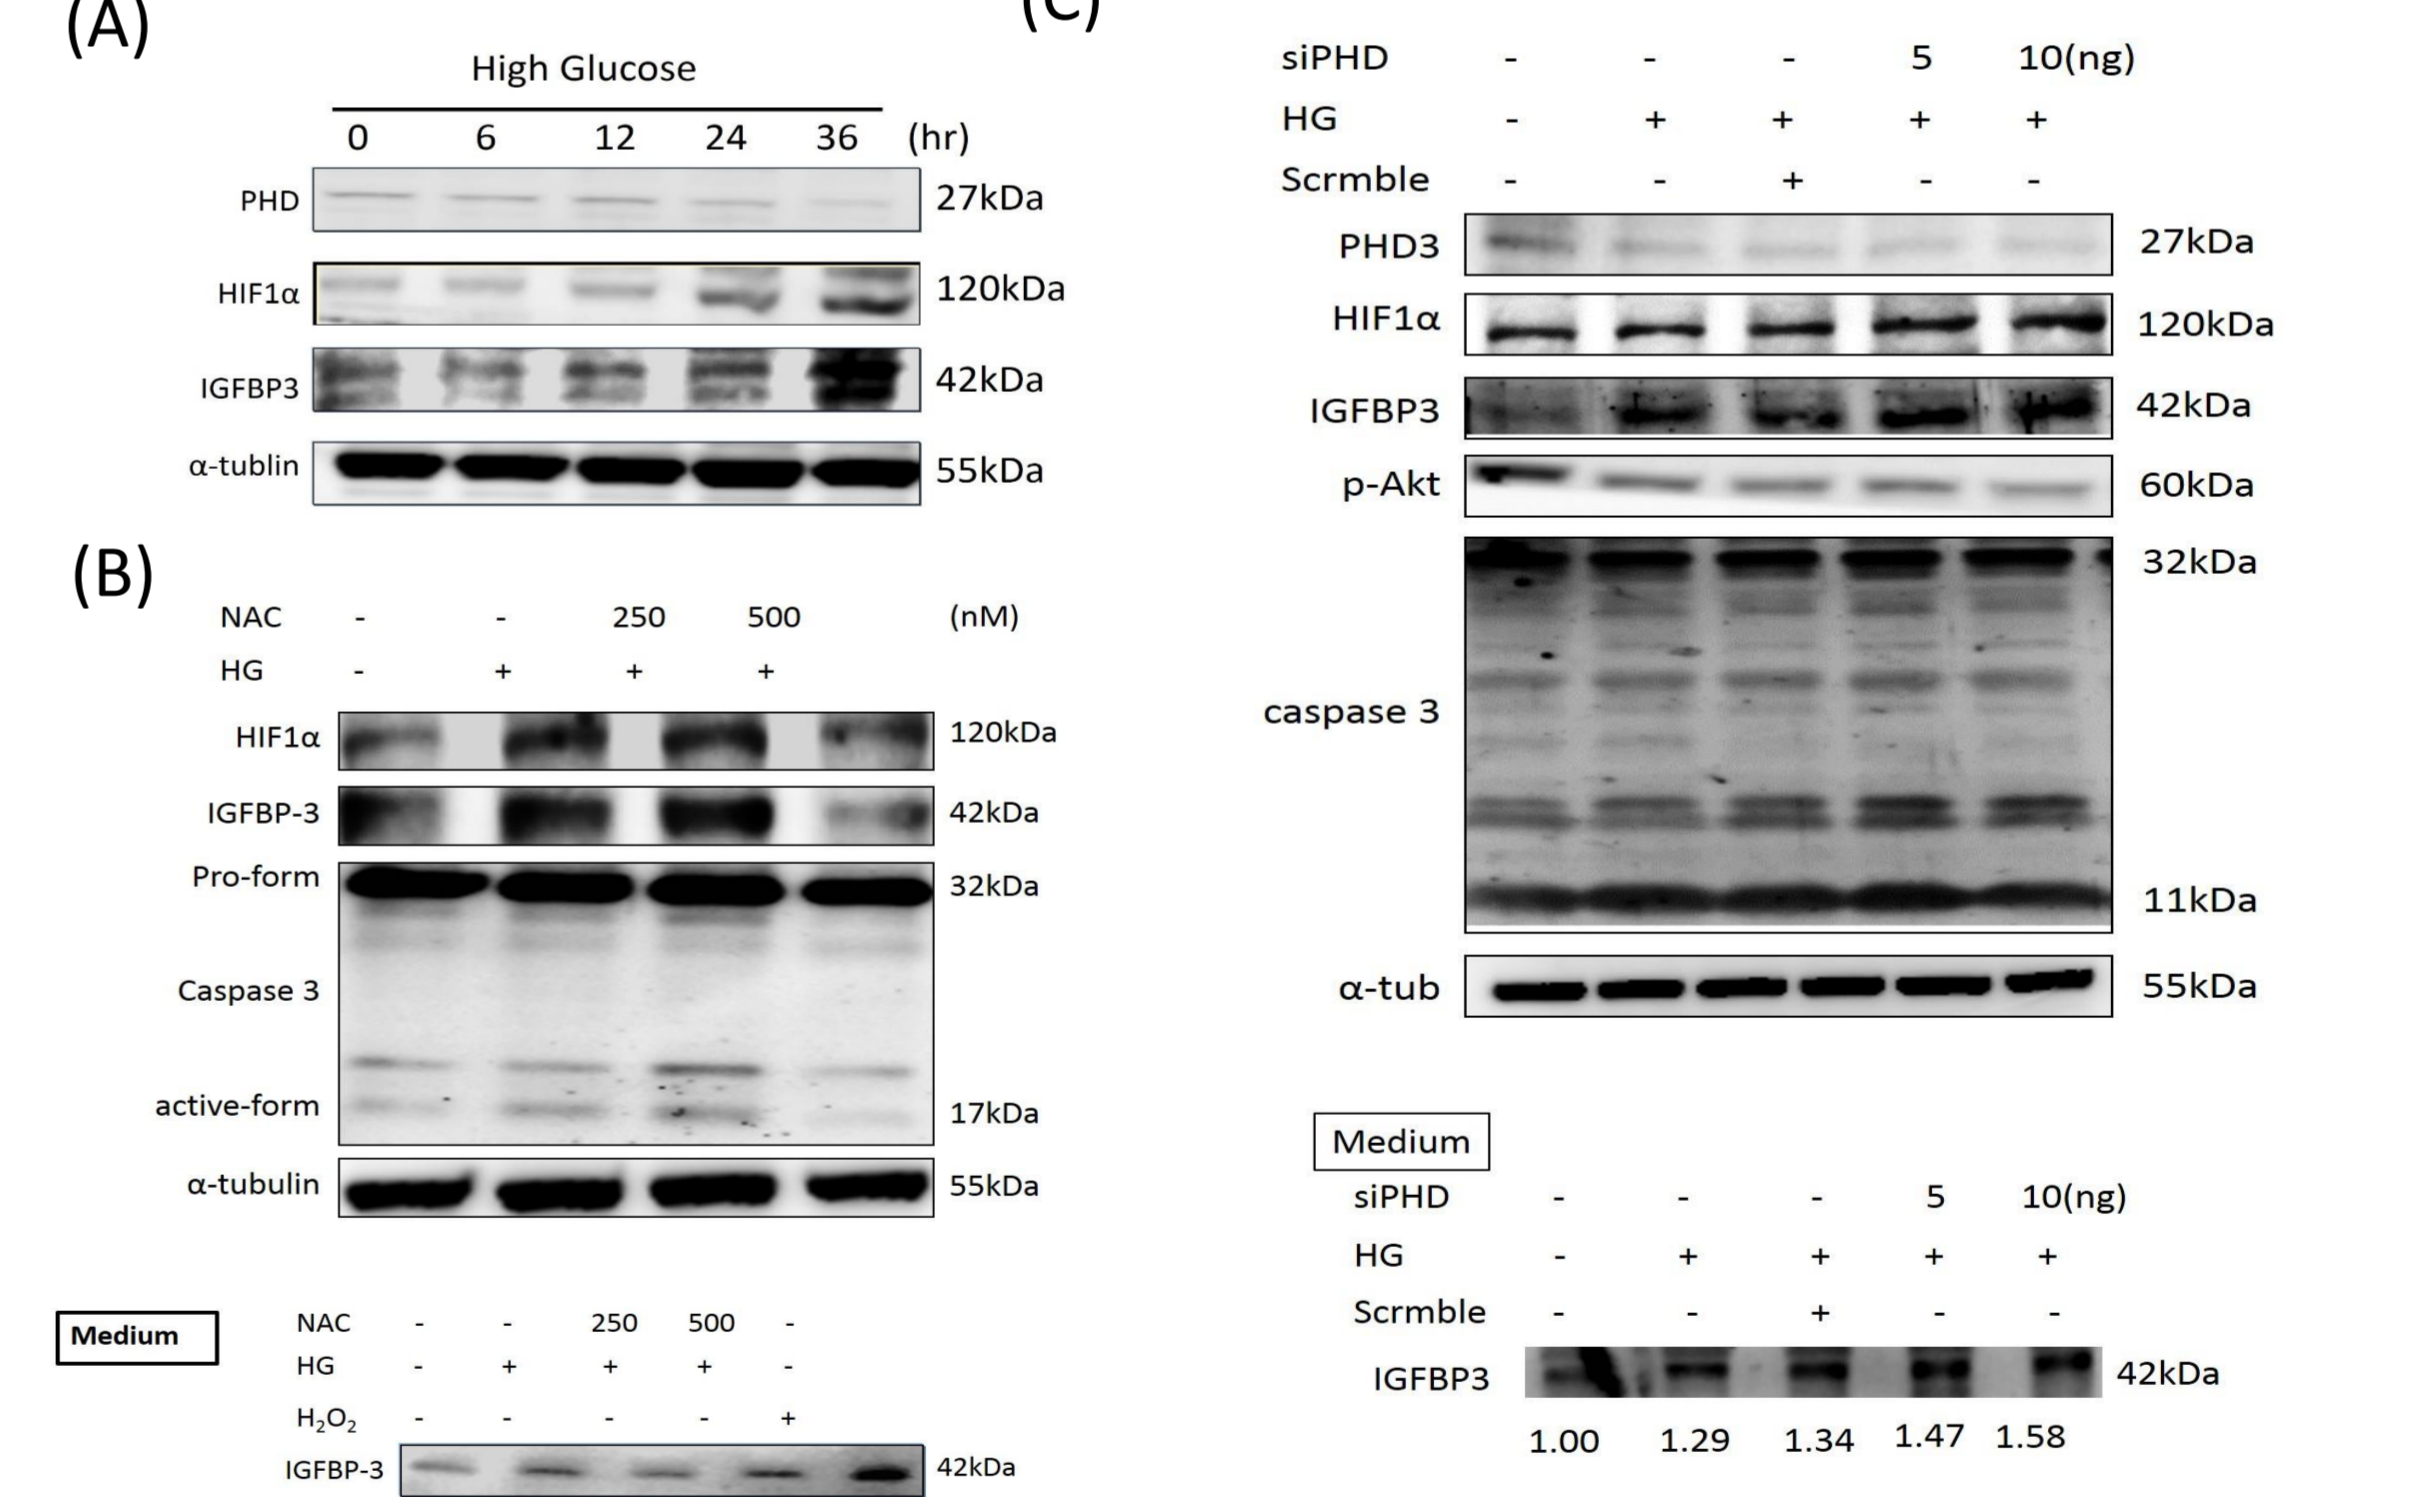 (A)
High Glucose
0 6 12 24 36 (hr)
PHD 27kDa
HIF1α 120kDa
IGFBP3 42kDa
α-tublin 55kDa
(B)
NAC - - 250 500 (nM)
HG - + + +
HIF1α 120kDa
IGFBP-3 42kDa
Pro-form 32kDa
Caspase 3
active-form 17kDa
α-tubulin 55kDa
Medium
NAC - - 250 500 -
HG - + + + -
H₂O₂ - - - - +
IGFBP-3 42kDa
(C)
siPHD - - - 5 10(ng)
HG - + + + +
Scrmble - - + - -
PHD3 27kDa
HIF1α 120kDa
IGFBP3 42kDa
p-Akt 60kDa
32kDa
caspase 3
11kDa
α-tub 55kDa
Medium
siPHD - - - 5 10(ng)
HG - + + + +
Scrmble - - + - -
IGFBP3 42kDa
1.00 1.29 1.34 1.47 1.58